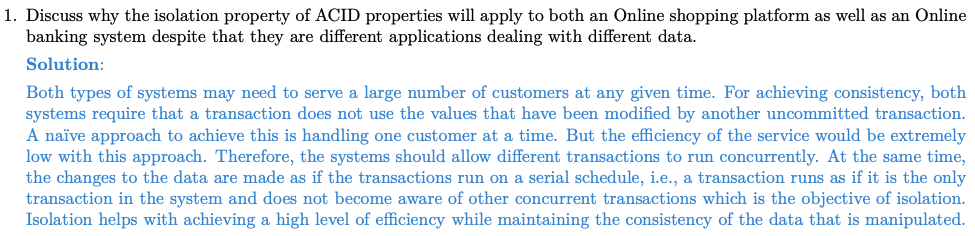 1. Discuss why the isolation property of ACID properties will apply to both an Online shopping platform as well as an Online
banking system despite that they are different applications dealing with different data.
Solution:
Both types of systems may need to serve a large number of customers at any given time. For achieving consistency, both
systems require that a transaction does not use the values that have been modified by another uncommitted transaction.
A naïve approach to achieve this is handling one customer at a time. But the efficiency of the service would be extremely
low with this approach. Therefore, the systems should allow different transactions to run concurrently. At the same time,
the changes to the data are made as if the transactions run on a serial schedule, i.e., a transaction runs as if it is the only
transaction in the system and does not become aware of other concurrent transactions which is the objective of isolation.
Isolation helps with achieving a high level of efficiency while maintaining the consistency of the data that is manipulated.